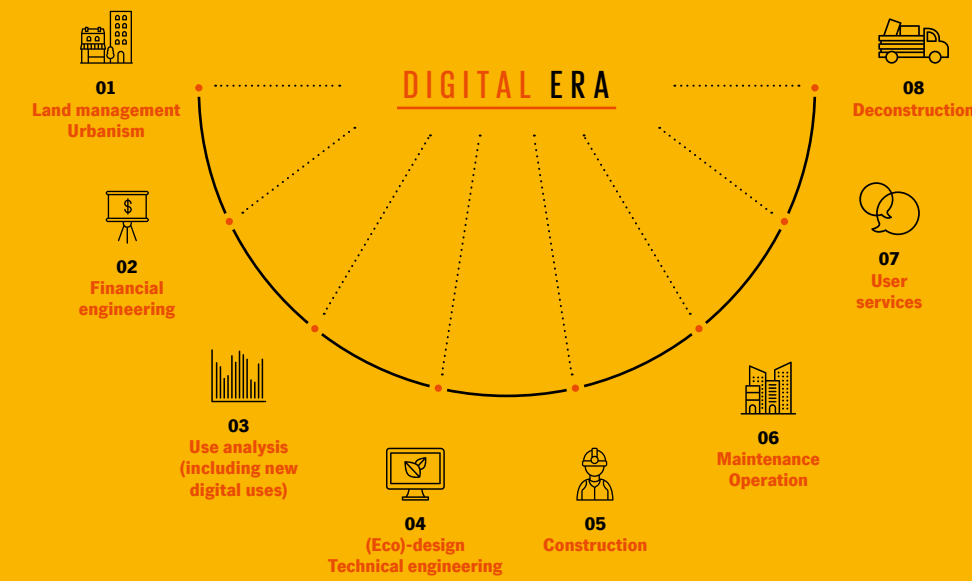 DIGITAL ERA
01
Land management
Urbanism
02
Financial
engineering
$
03
Use analysis
(including new
digital uses)
04
(Eco)-design
Technical engineering
05
Construction
06
Maintenance
Operation
07
User
services
08
Deconstruction